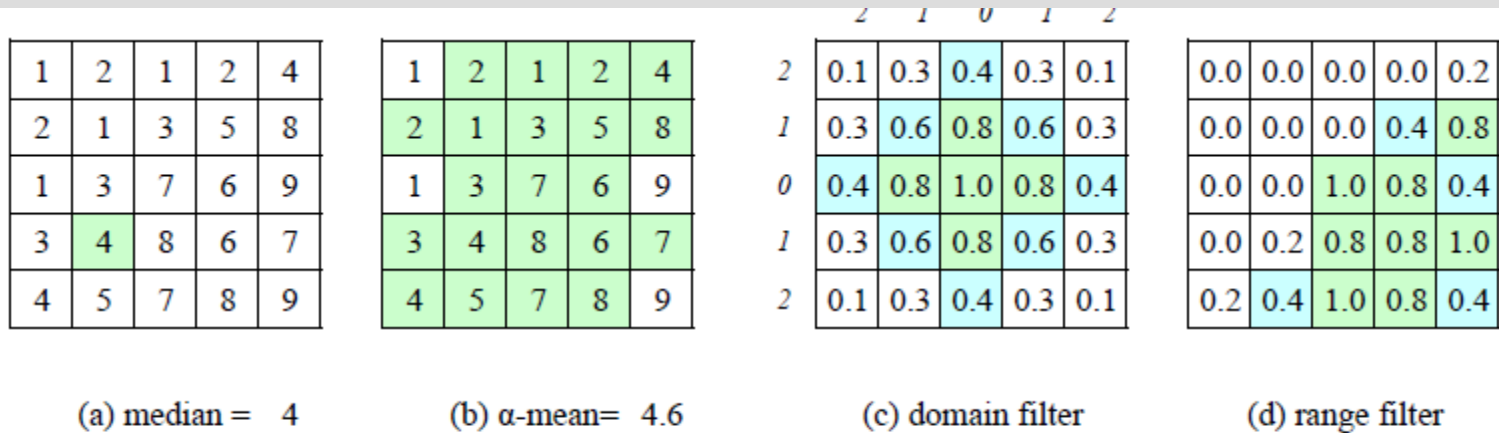 2 1 0 1 2
1 2 1 2 4 1 2 1 2 4 2 0.1 0.3 0.4 0.3 0.1 0.0 0.0 0.0 0.0 0.2
2 1 3 5 8 2 1 3 5 8 1 0.3 0.6 0.8 0.6 0.3 0.0 0.0 0.0 0.4 0.8
1 3 7 6 9 1 3 7 6 9 0 0.4 0.8 1.0 0.8 0.4 0.0 0.0 1.0 0.8 0.4
3 4 8 6 7 3 4 8 6 7 1 0.3 0.6 0.8 0.6 0.3 0.0 0.2 0.8 0.8 1.0
4 5 7 8 9 4 5 7 8 9 2 0.1 0.3 0.4 0.3 0.1 0.2 0.4 1.0 0.8 0.4
(a) median = 4 (b) α-mean= 4.6 (c) domain filter (d) range filter